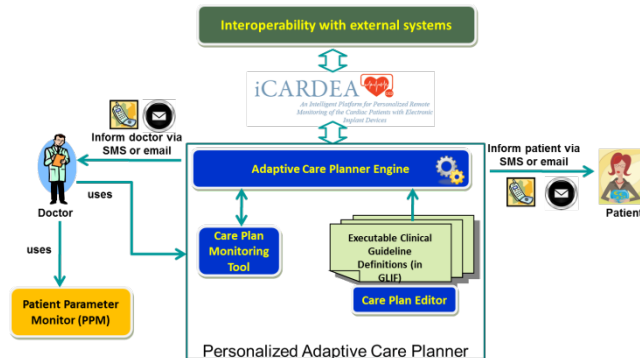 Interoperability with external systems
iCARDEA
An Intelligent Platform for Personalized Remote
Monitoring of the Cardiac Patients with Electronic
Implant Devices
Inform doctor via
SMS or email
Doctor
uses
uses
Patient Parameter
Monitor (PPM)
Adaptive Care Planner Engine
Care Plan
Monitoring
Tool
Executable Clinical
Guideline
Definitions (in
GLIF)
Care Plan Editor
Personalized Adaptive Care Planner
Inform patient via
SMS or email
Patient